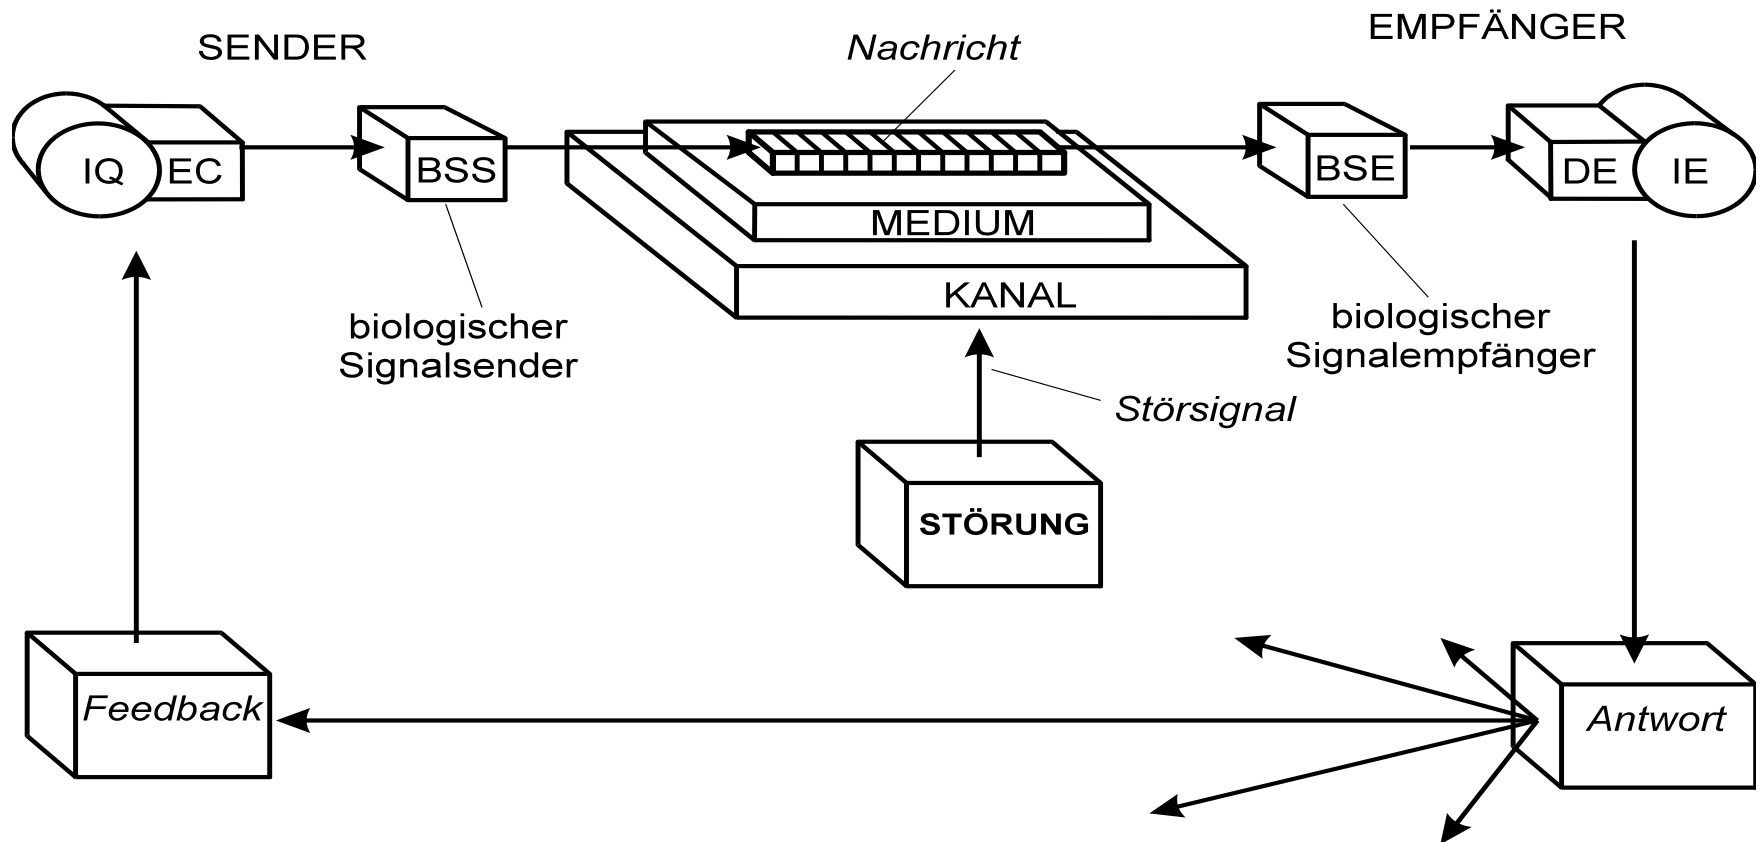 SENDER
Nachricht
EMPFÄNGER
IQ
EC
BSS
BSE
DE
IE
MEDIUM
KANAL
biologischer
Signalsender
biologischer
Signalempfänger
Störsignal
STÖRUNG
Feedback
Antwort